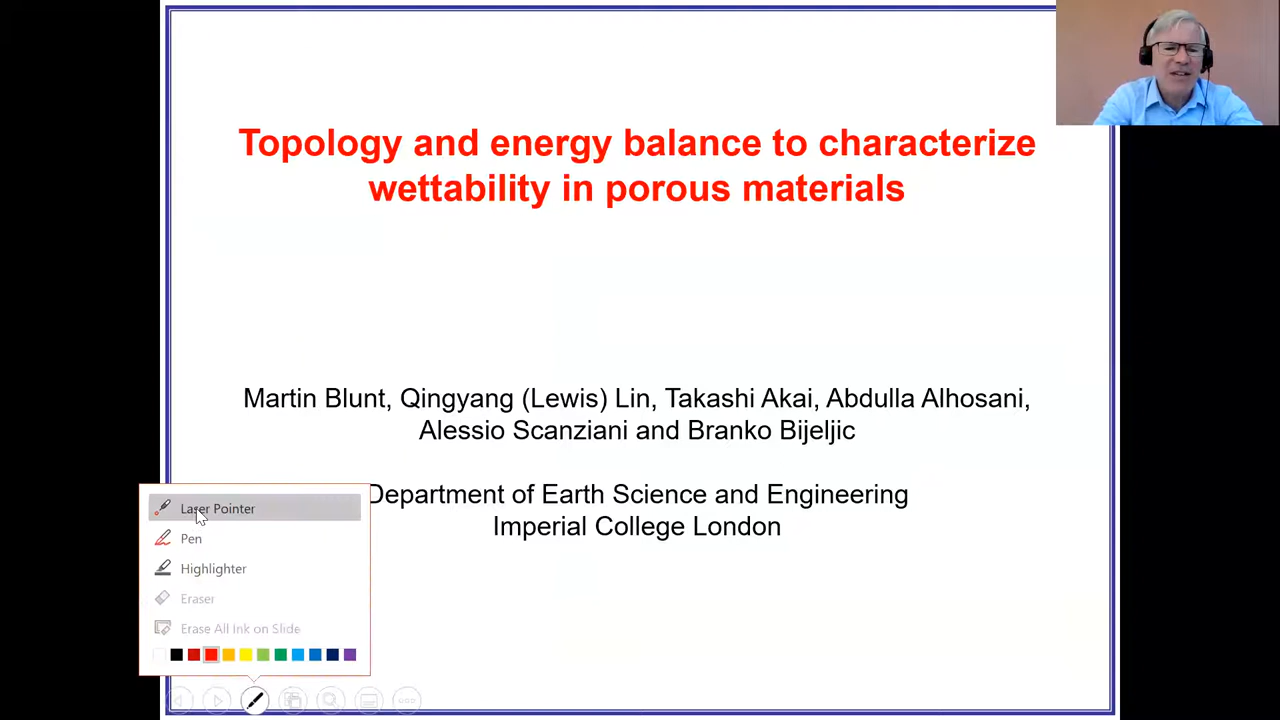 Topology and energy balance to characterize
wettability in porous materials
Martin Blunt, Qingyang (Lewis) Lin, Takashi Akai, Abdulla Alhosani,
Alessio Scanziani and Branko Bijeljic
Department of Earth Science and Engineering
Imperial College London
Laser Pointer
Pen
Highlighter
Eraser
Erase All Ink on Slide